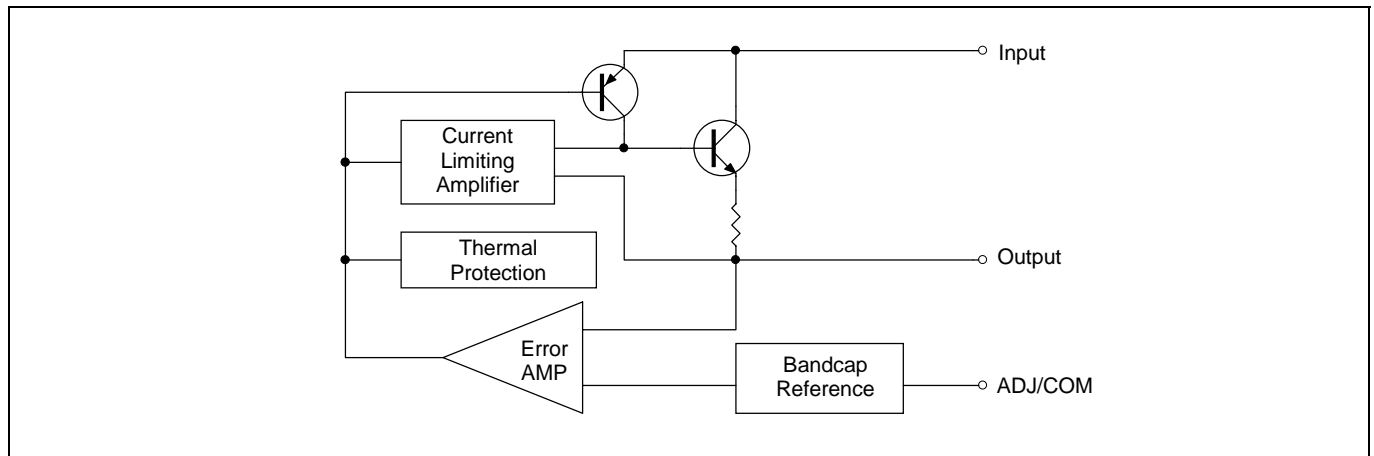 Input
Current
Limiting
Amplifier
Thermal
Protection
Output
Error
AMP
Bandcap
Reference
ADJ/COM